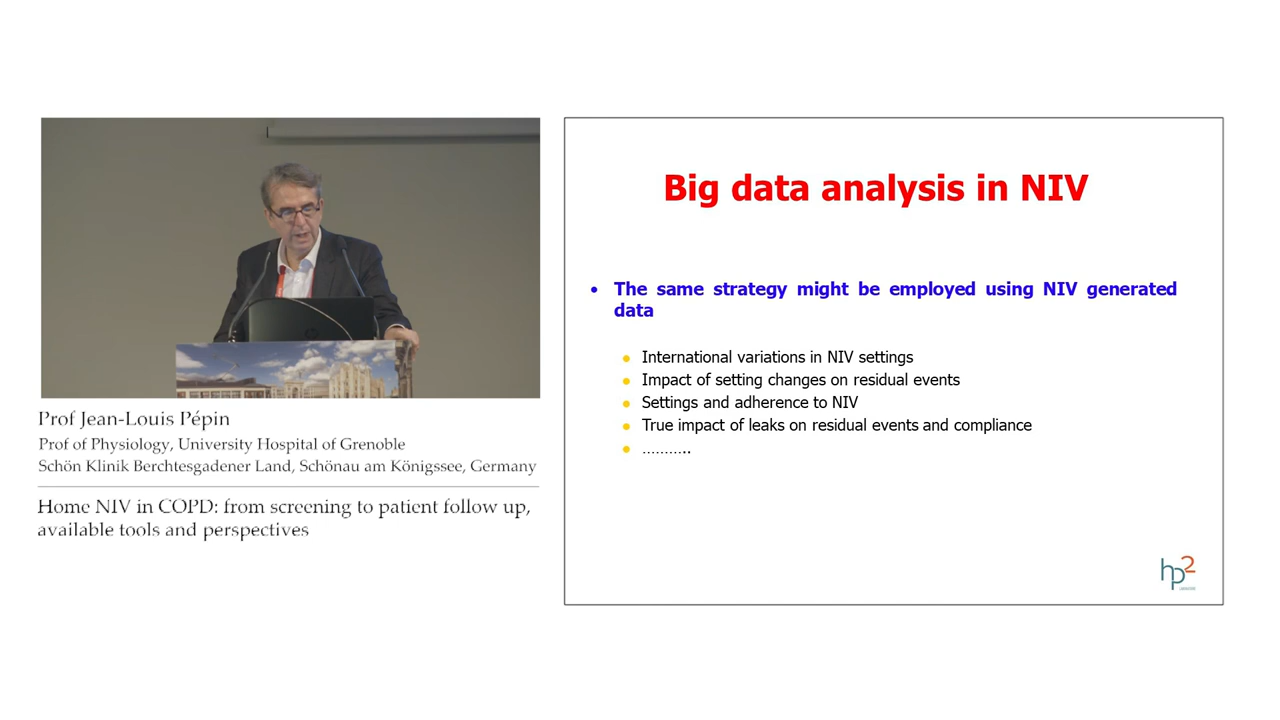 Prof Jean-Louis Pépin
Prof of Physiology, University Hospital of Grenoble
Schön Klinik Berchtesgadener Land, Schönau am Königssee, Germany
Home NIV in COPD: from screening to patient follow up,
available tools and perspectives
Big data analysis in NIV
• The same strategy might be employed using NIV generated
data
• International variations in NIV settings
• Impact of setting changes on residual events
• Settings and adherence to NIV
• True impact of leaks on residual events and compliance
• ………..
hp2